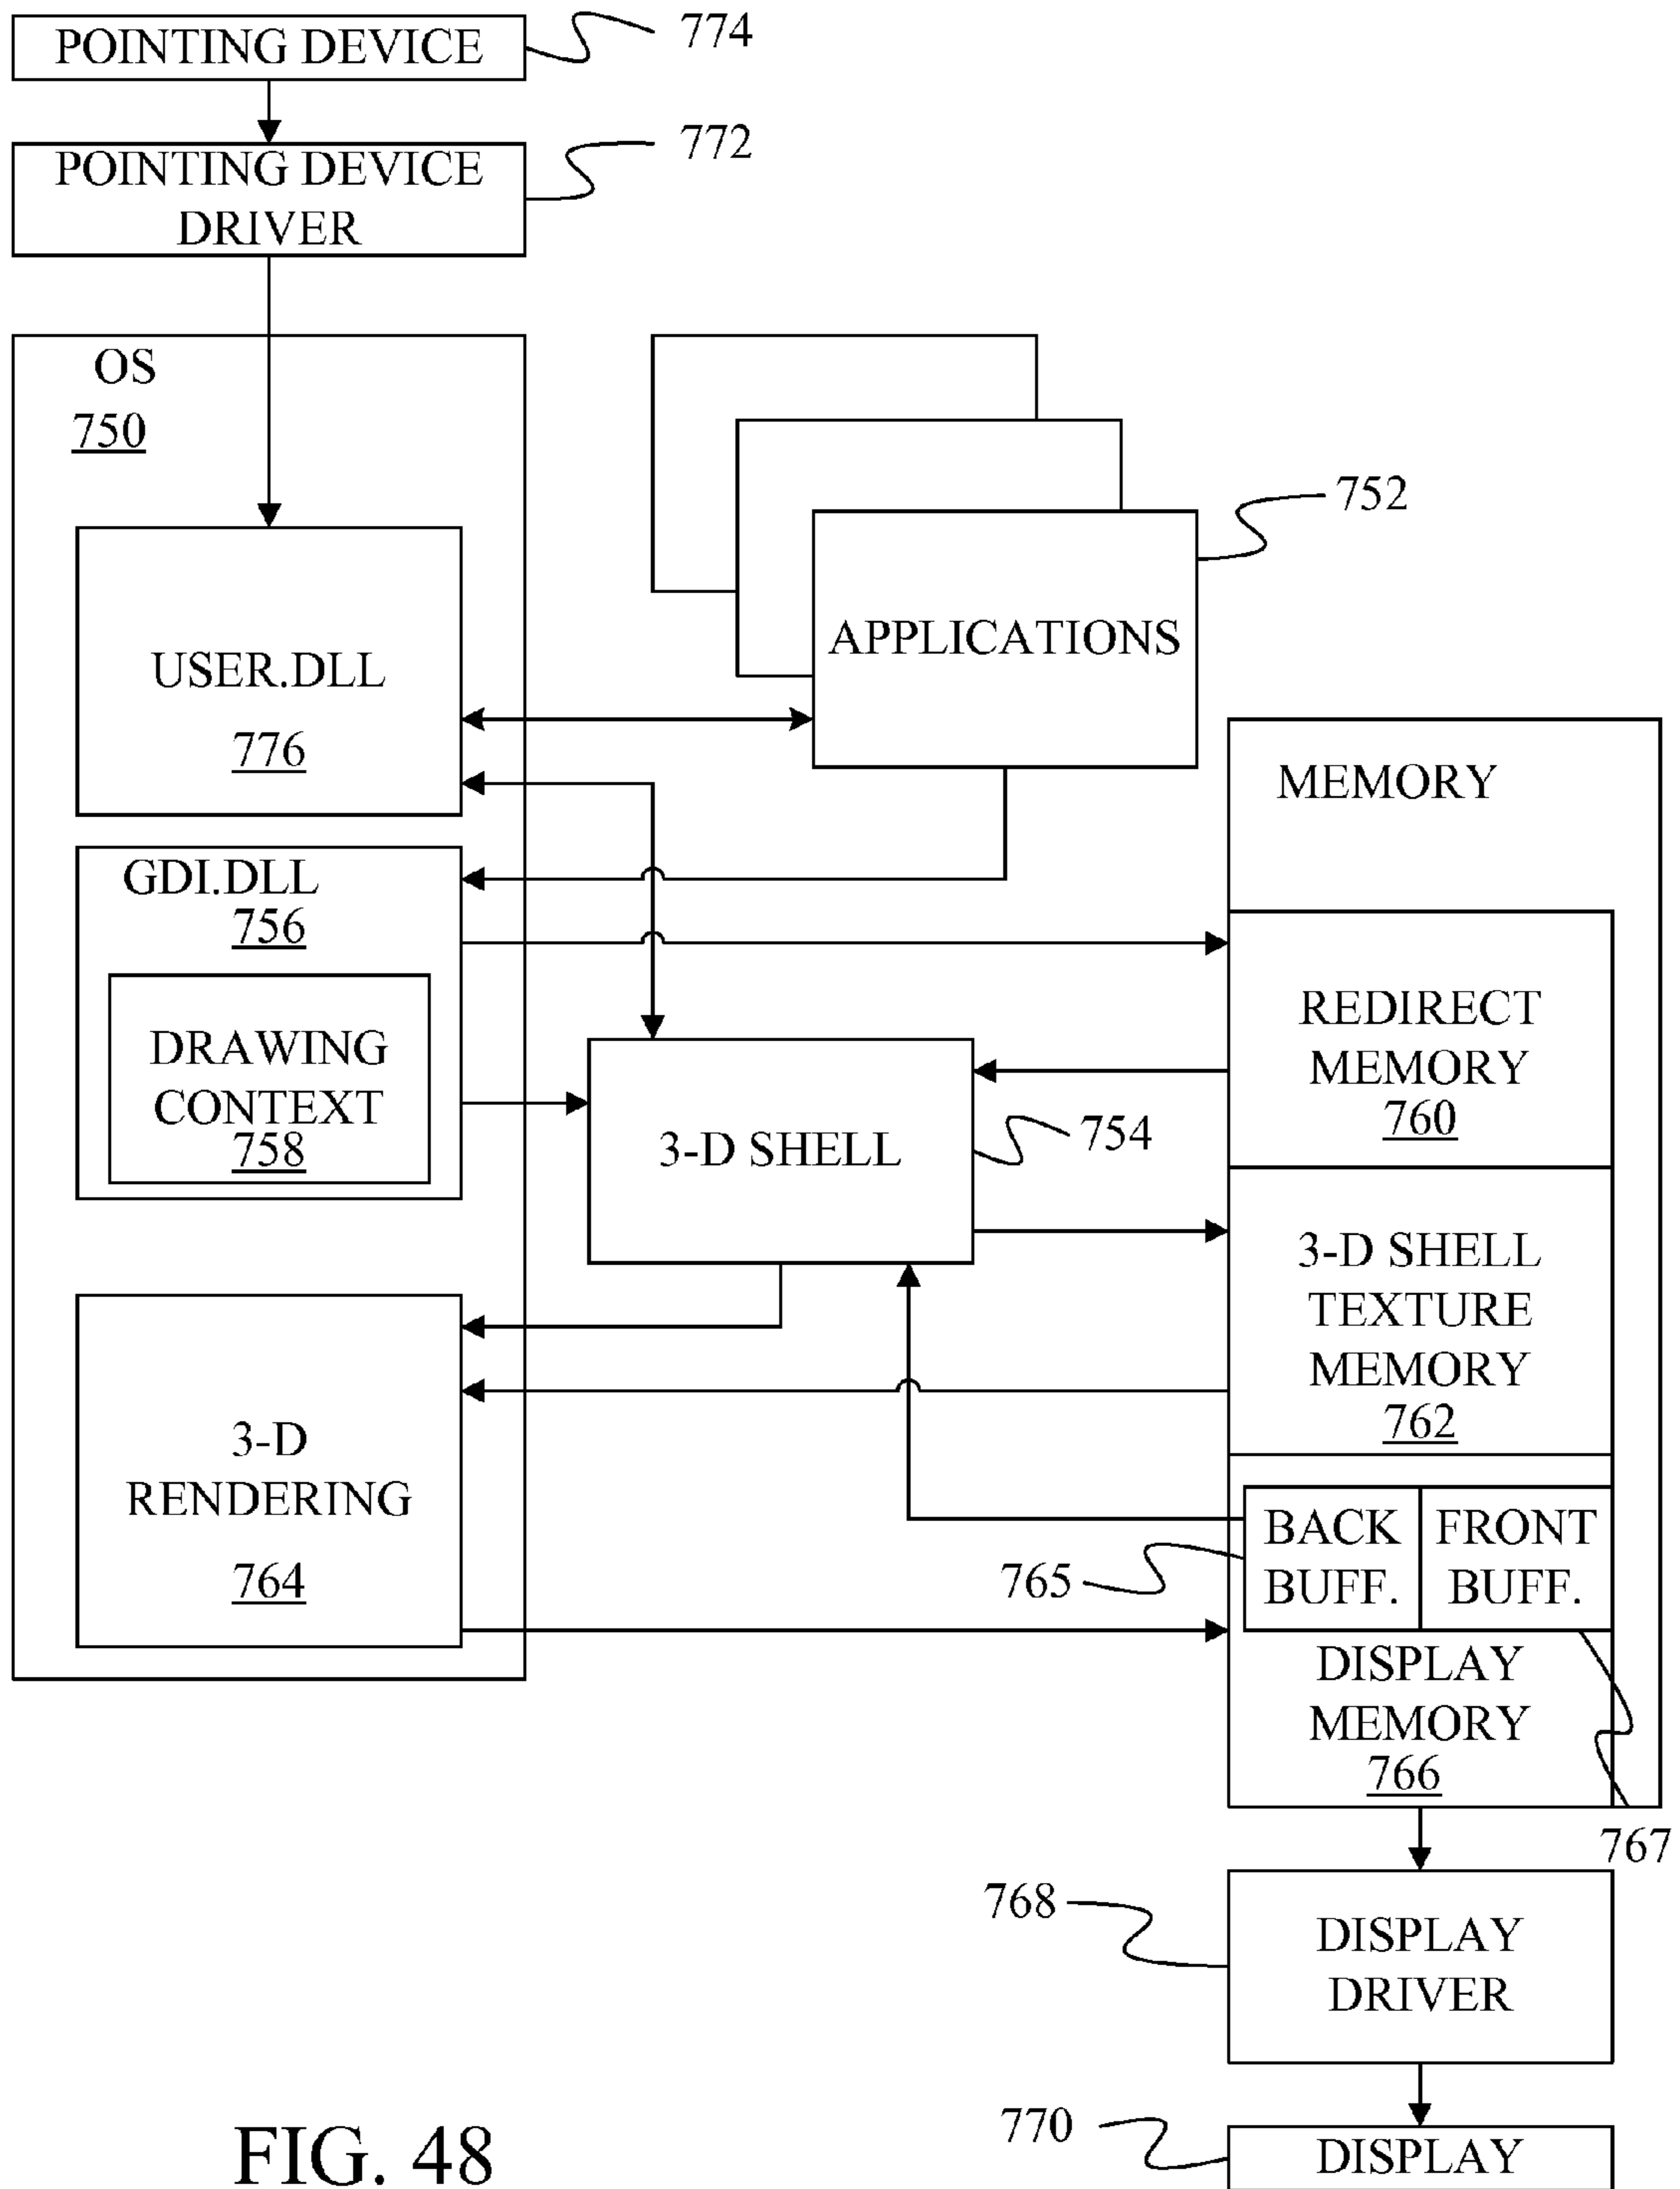 POINTING DEVICE
774
POINTING DEVICE
DRIVER
772
OS
750
USER.DLL
776
APPLICATIONS
752
GDI.DLL
756
DRAWING
CONTEXT
758
3-D SHELL
754
MEMORY
REDIRECT
MEMORY
760
3-D SHELL
TEXTURE
MEMORY
762
3-D
RENDERING
764
BACK
BUFF.
765
FRONT
BUFF.
767
DISPLAY
MEMORY
766
768
DISPLAY
DRIVER
770
DISPLAY
FIG. 48